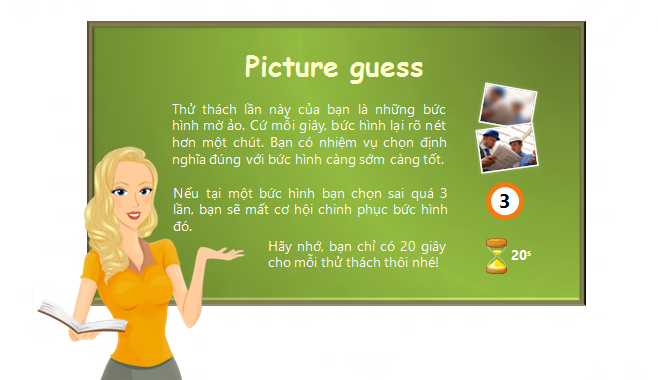 Picture guess
Thử thách lần này của bạn là những bức
hình mờ ảo. Cứ mỗi giây, bức hình lại rõ nét
hơn một chút. Bạn có nhiệm vụ chọn định
nghĩa đúng với bức hình càng sớm càng tốt.
Nếu tại một bức hình bạn chọn sai quá 3
lần, bạn sẽ mất cơ hội chinh phục bức hình
đó.
3
Hãy nhớ, bạn chỉ có 20 giây
cho mỗi thử thách thôi nhé!
20s